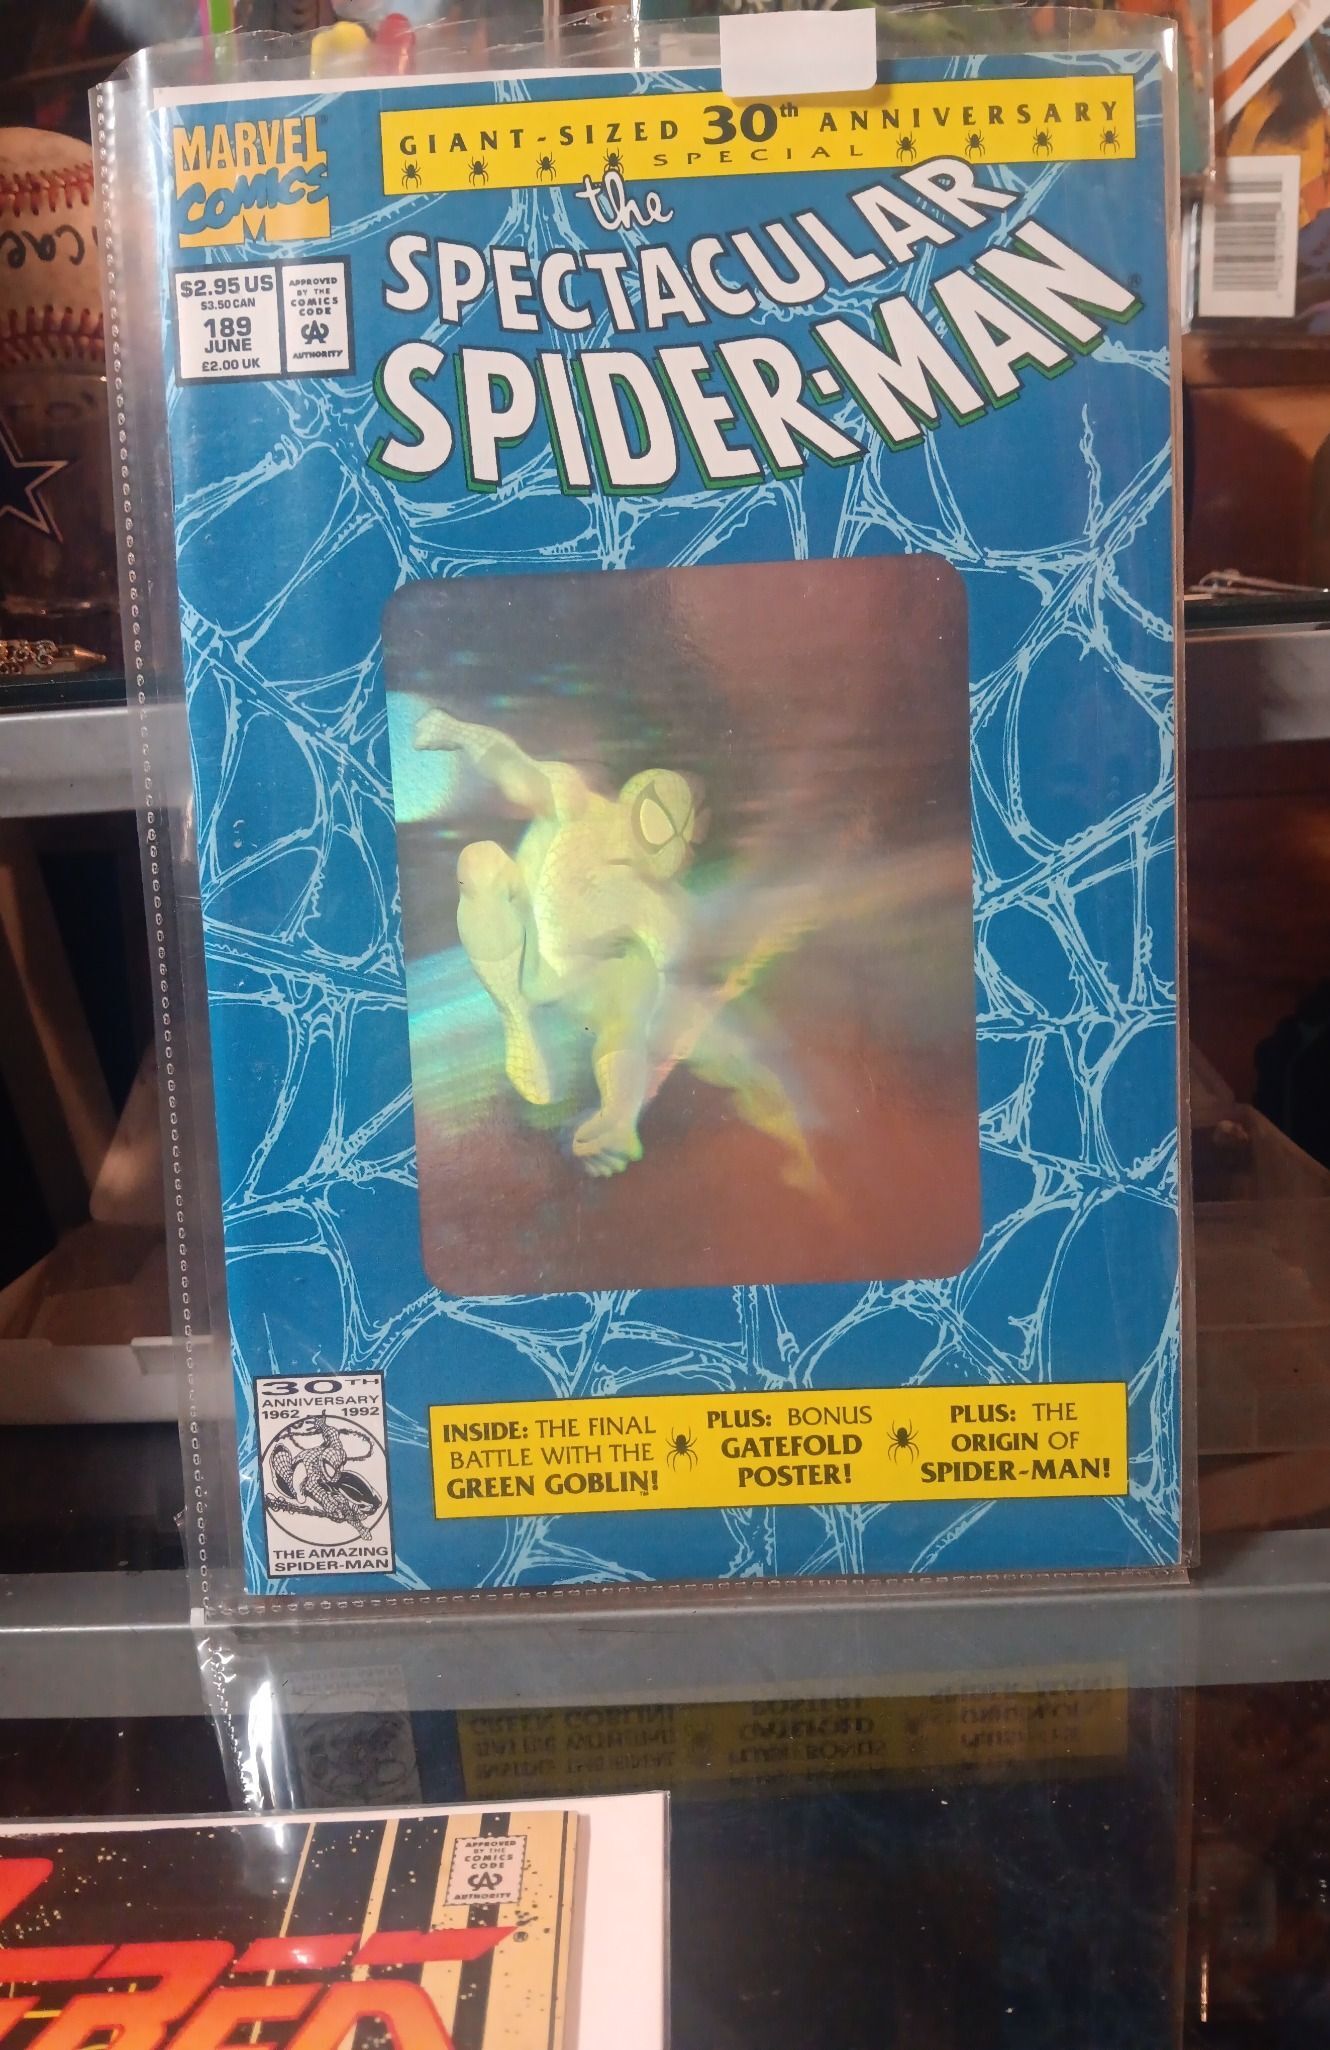 GIANT-SIZED 30th ANNIVERSARY
SPECIAL
MARVEL
COMICS
the
SPECTACULAR
SPIDER-MAN®
$2.95 US
$3.50 CAN
189
JUNE
£2.00 UK
APPROVED
BY THE
COMICS
CODE
CA
AUTHORITY
30TH
ANNIVERSARY
1962 1992
THE AMAZING
SPIDER-MAN
INSIDE: THE FINAL
BATTLE WITH THE
GREEN GOBLIN!™
PLUS: BONUS
GATEFOLD
POSTER!
PLUS: THE
ORIGIN OF
SPIDER-MAN!
APPROVED
BY THE
COMICS
CODE
CA
AUTHORITY